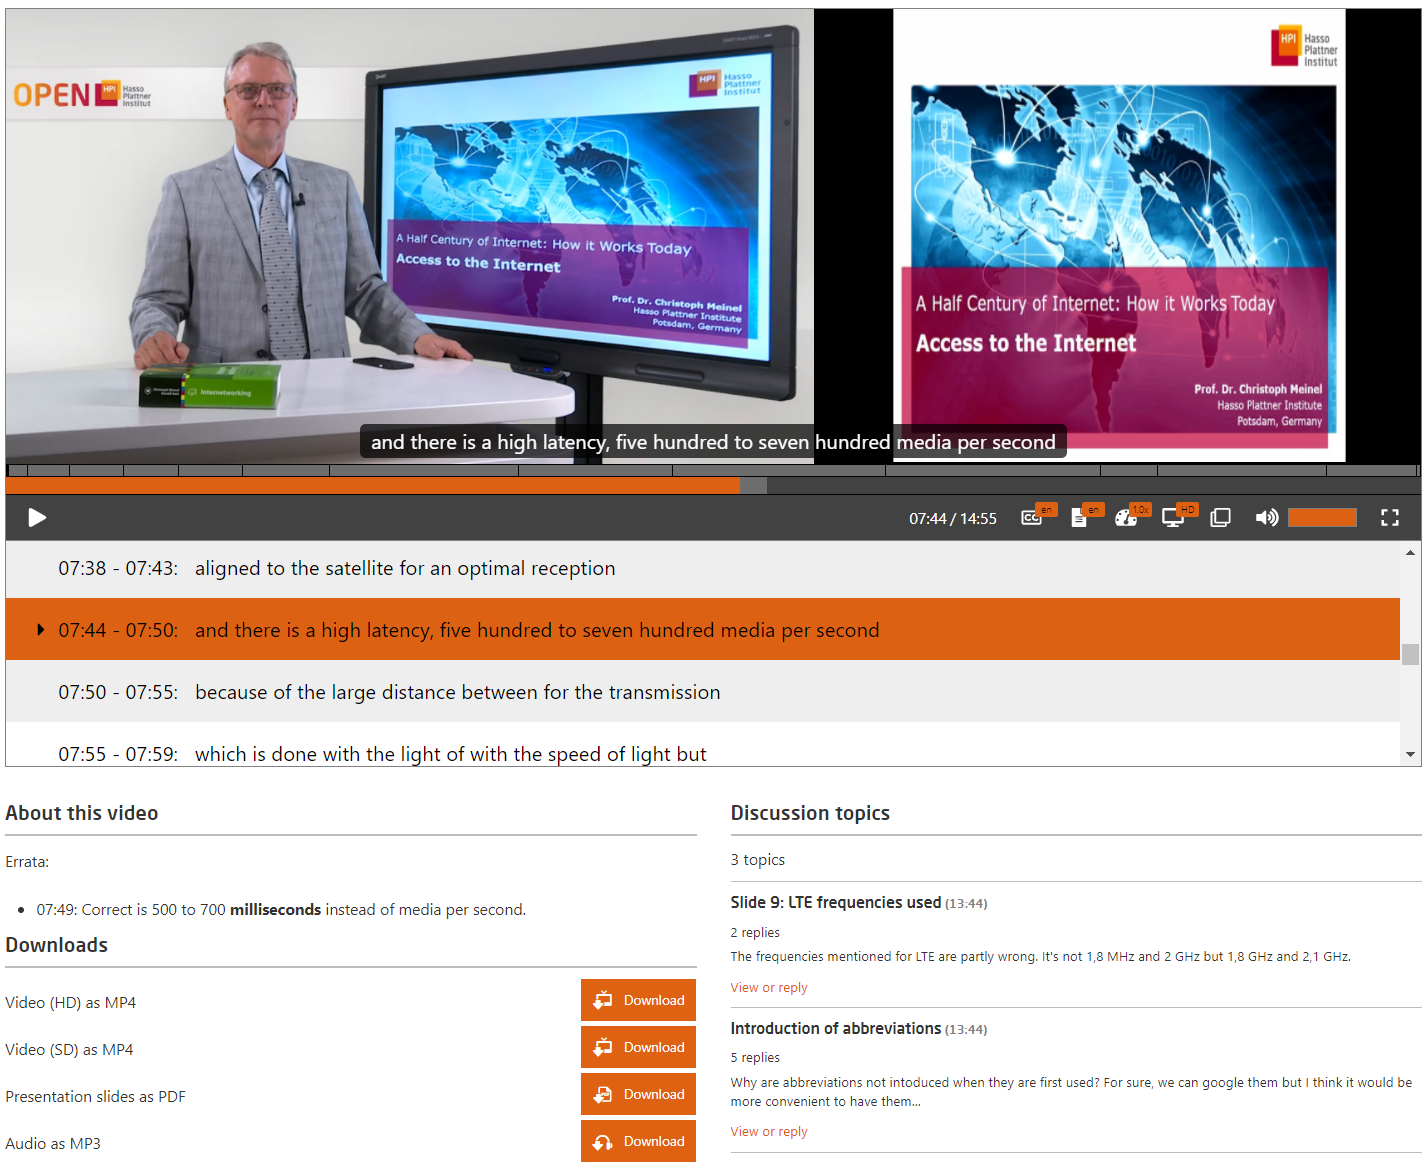 OPEN HPI Hasso
Plattner
Institut
HPI Hasso
Plattner
Institut
A Half Century of Internet: How it Works Today
Access to the Internet
Prof. Dr. Christoph Meinel
Hasso Plattner Institute
Potsdam, Germany
Internetworking
HPI Hasso
Plattner
Institut
A Half Century of Internet: How it Works Today
Access to the Internet
Prof. Dr. Christoph Meinel
Hasso Plattner Institute
Potsdam, Germany
and there is a high latency, five hundred to seven hundred media per second
07:44 / 14:55 CC en en 1.0x HD
07:38 - 07:43: aligned to the satellite for an optimal reception
07:44 - 07:50: and there is a high latency, five hundred to seven hundred media per second
07:50 - 07:55: because of the large distance between for the transmission
07:55 - 07:59: which is done with the light of with the speed of light but
About this video
Errata:
• 07:49: Correct is 500 to 700 milliseconds instead of media per second.
Downloads
Video (HD) as MP4 Download
Video (SD) as MP4 Download
Presentation slides as PDF Download
Audio as MP3 Download
Discussion topics
3 topics
Slide 9: LTE frequencies used (13:44)
2 replies
The frequencies mentioned for LTE are partly wrong. It's not 1,8 MHz and 2 GHz but 1,8 GHz and 2,1 GHz.
View or reply
Introduction of abbreviations (13:44)
5 replies
Why are abbreviations not intoduced when they are first used? For sure, we can google them but I think it would be
more convenient to have them...
View or reply